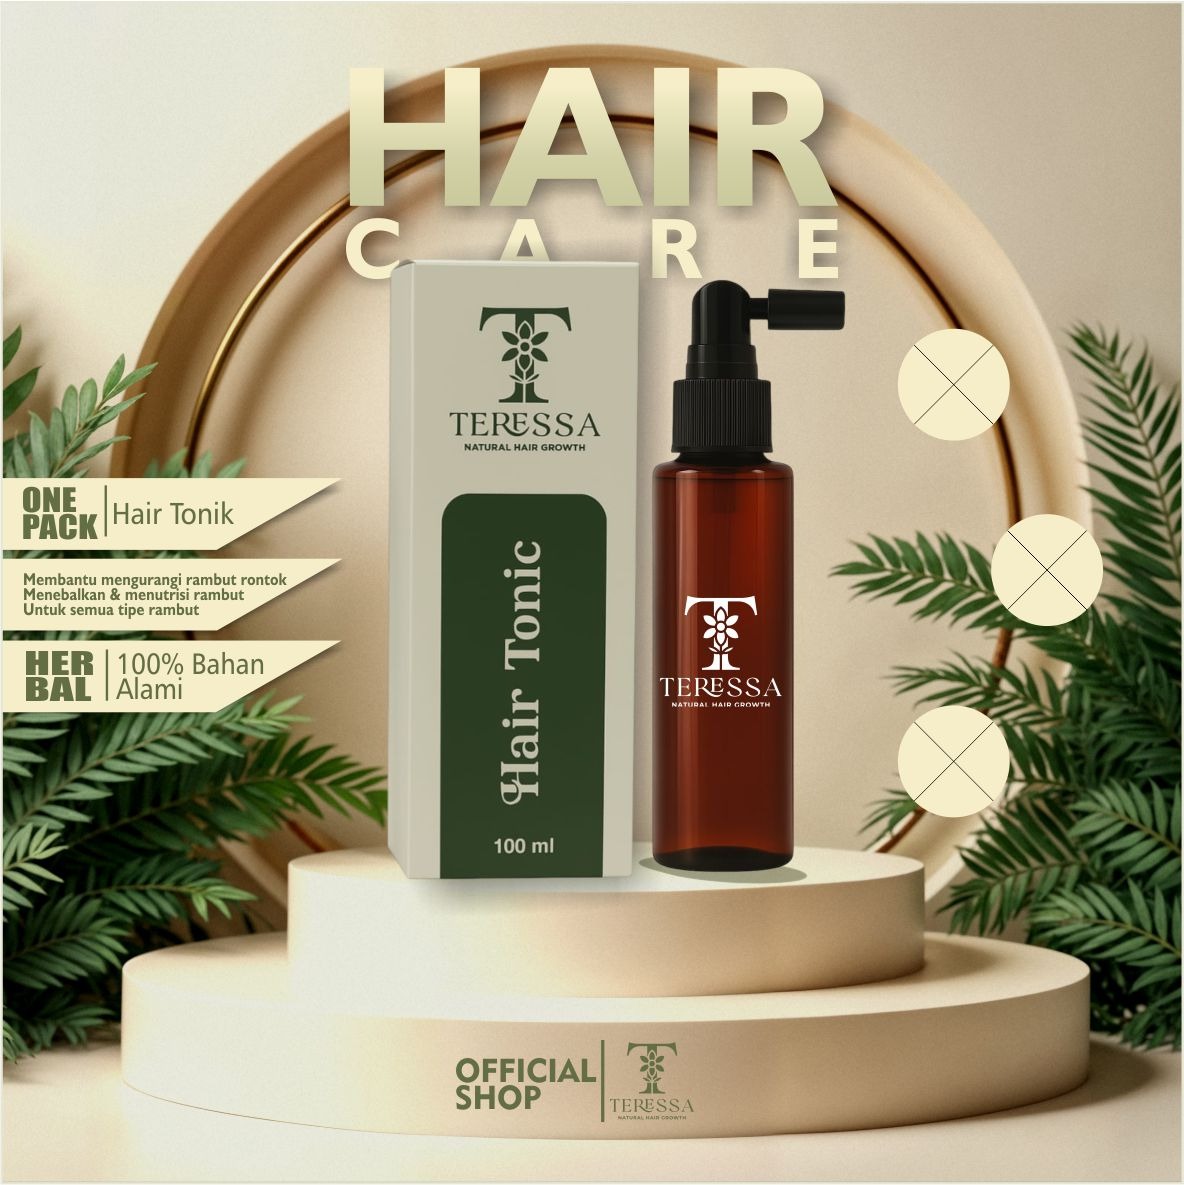 HAIR
CARE
TERESSA
NATURAL HAIR GROWTH
Hair Tonic
100 ml
TERESSA
NATURAL HAIR GROWTH
ONE
PACK
Hair Tonik
Membantu mengurangi rambut rontok
Menebalkan & menutrisi rambut
Untuk semua tipe rambut
HER
BAL
100% Bahan
Alami
OFFICIAL
SHOP
TERESSA
NATURAL HAIR GROWTH